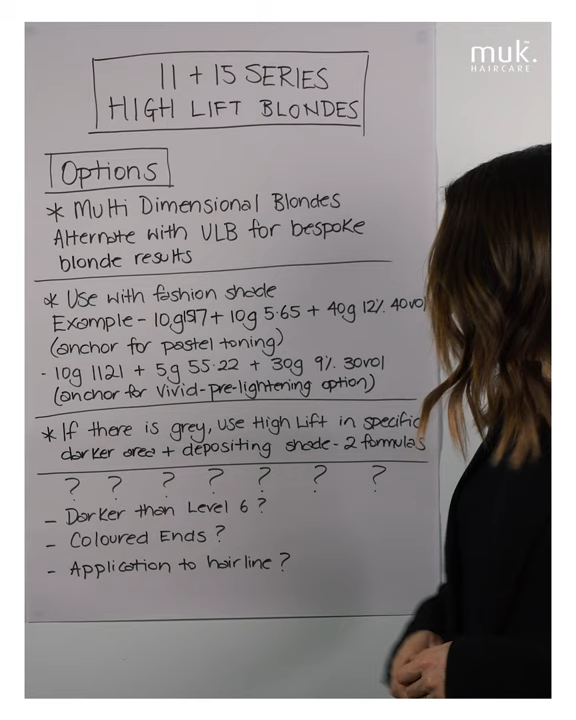 muk.™
HAIRCARE
11 + 15 SERIES
HIGH LIFT BLONDES
Options
* Multi Dimensional Blondes
Alternate with ULB for bespoke
blonde results
* Use with fashion shade
Example - 10g 1517 + 10g 5.65 + 40g 12% 40vol
(anchor for pastel toning)
- 10g 1121 + 5g 55.22 + 30g 9% 30vol
(anchor for Vivid-pre-lightening option)
* If there is grey, use High Lift in specific
darker area + depositing shade - 2 formulas
? ? ? ? ? ? ?
- Darker than Level 6 ?
- Coloured Ends ?
- Application to hairline ?